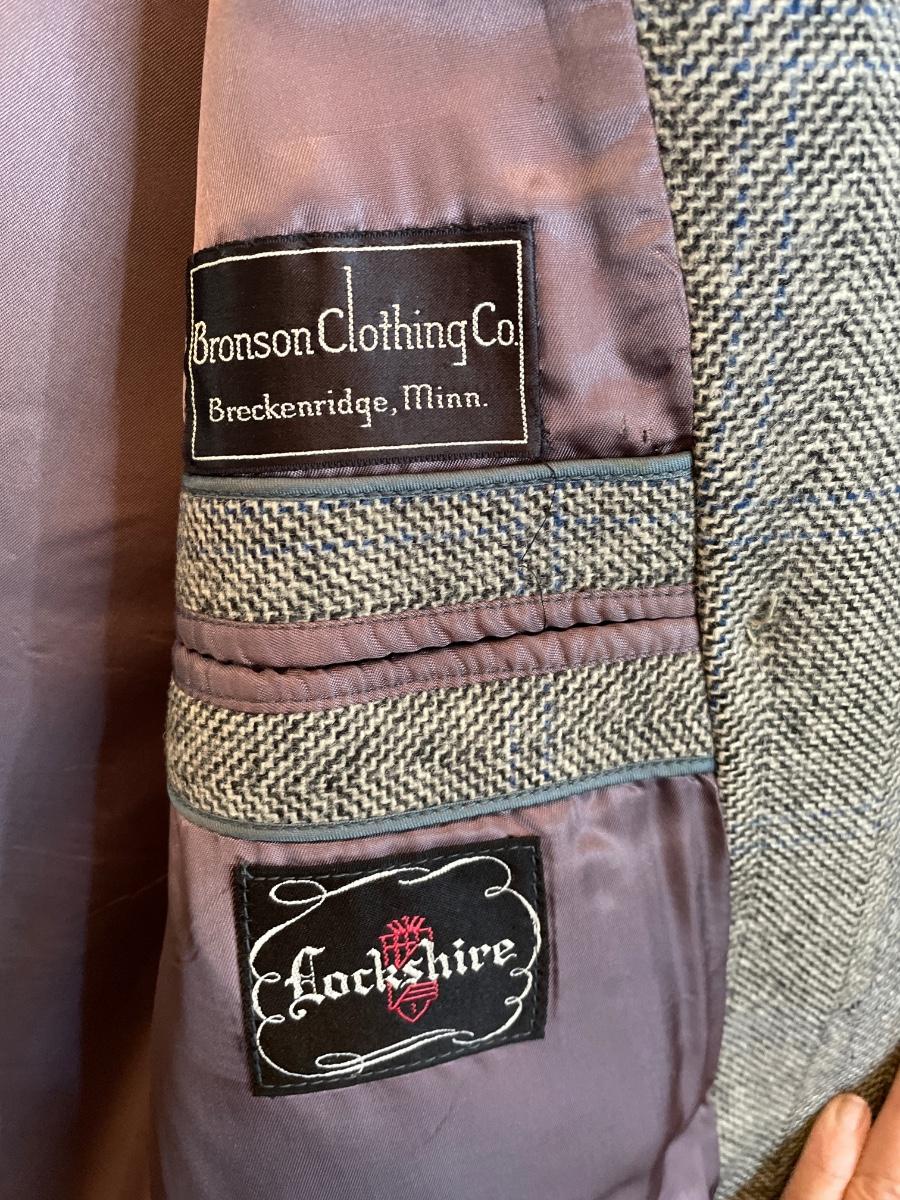 Bronson Clothing Co.
Breckenridge, Minn.
Lockshire